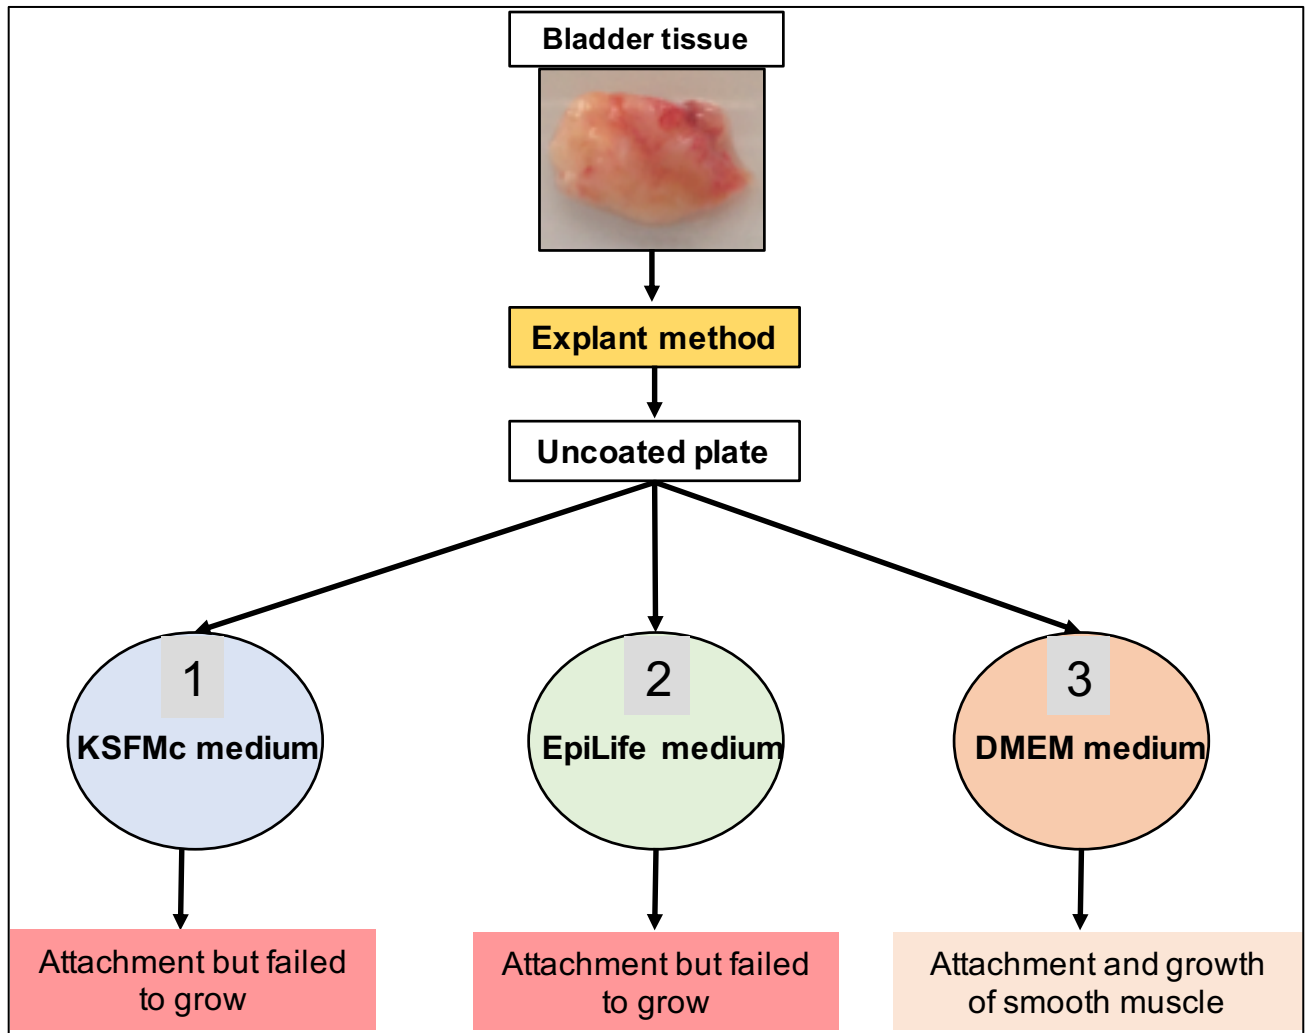 Bladder tissue
Explant method
Uncoated plate
1
KSFMc medium
2
EpiLife medium
3
DMEM medium
Attachment but failed
to grow
Attachment but failed
to grow
Attachment and growth
of smooth muscle